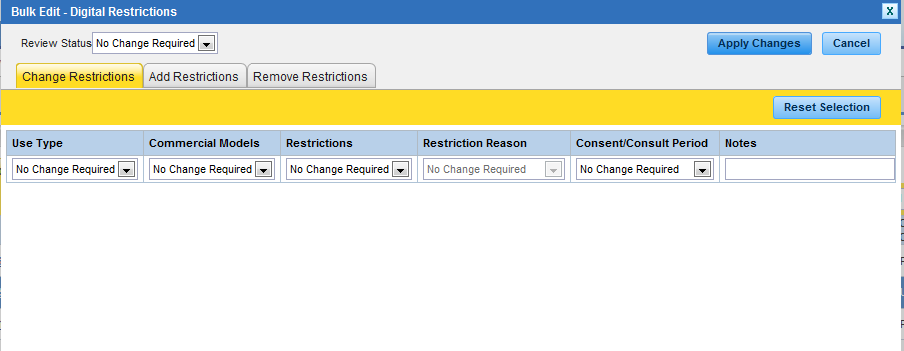 Bulk Edit - Digital Restrictions X
Review Status No Change Required Apply Changes Cancel
Change Restrictions Add Restrictions Remove Restrictions
Reset Selection
Use Type Commercial Models Restrictions Restriction Reason Consent/Consult Period Notes
No Change Required No Change Required No Change Required No Change Required No Change Required